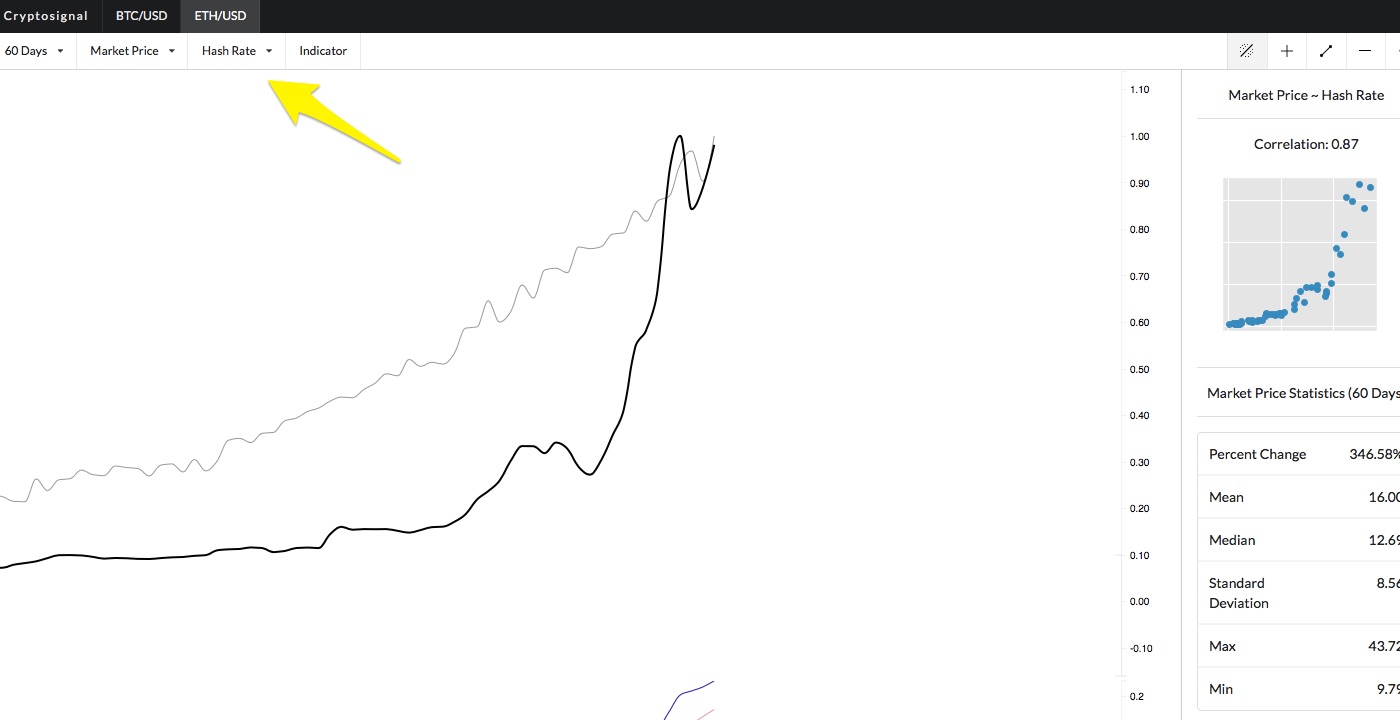 Cryptosignal BTC/USD ETH/USD
60 Days Market Price Hash Rate Indicator
1.10
1.00
0.90
0.80
0.70
0.60
0.50
0.40
0.30
0.20
0.10
0.00
-0.10
0.2
Market Price ~ Hash Rate
Correlation: 0.87
Market Price Statistics (60 Days
Percent Change 346.58%
Mean 16.00
Median 12.69
Standard 8.56
Deviation
Max 43.72
Min 9.79